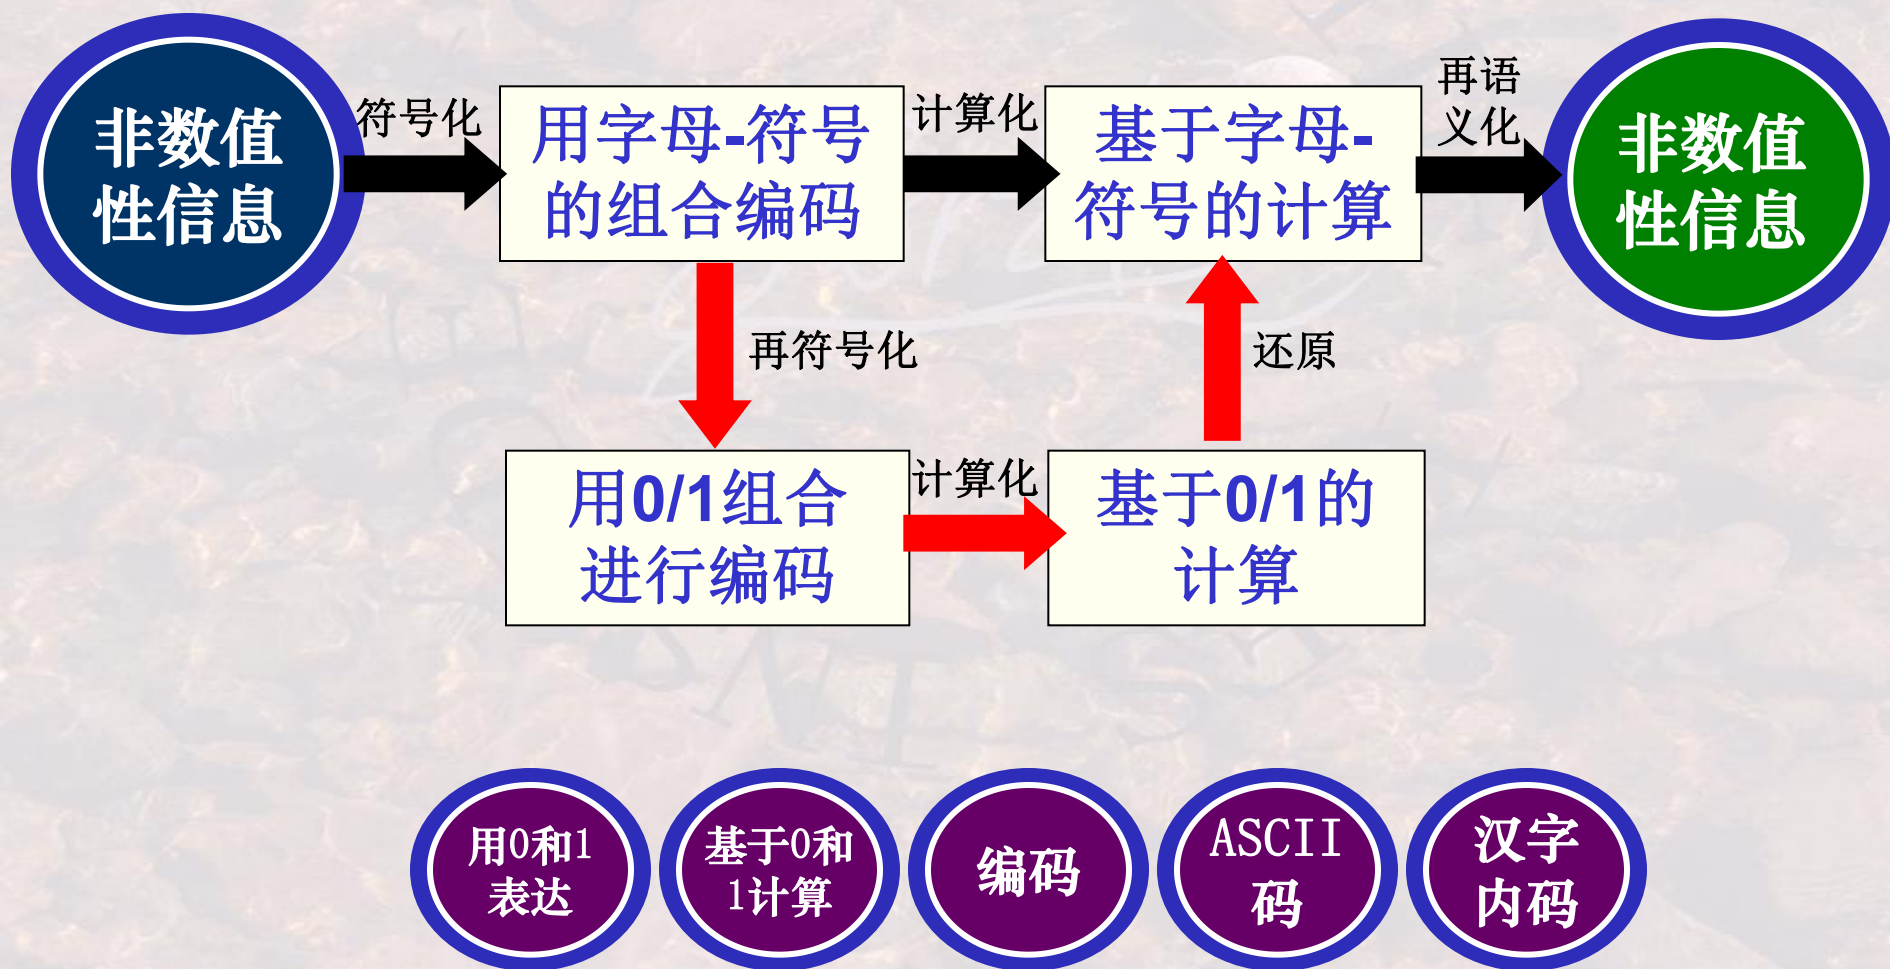 非数值
性信息
符号化
用字母-符号
的组合编码
计算化
基于字母-
符号的计算
再语
义化
非数值
性信息
再符号化
还原
用0/1组合
进行编码
计算化
基于0/1的
计算
用0和1
表达
基于0和
1计算
编码
ASCII
码
汉字
内码